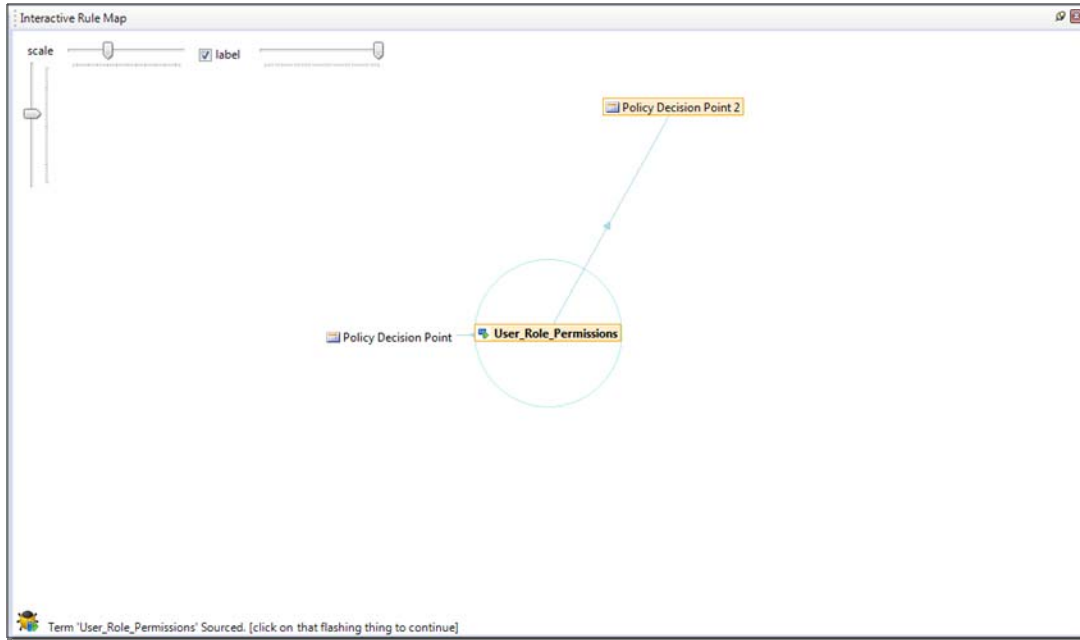 Interactive Rule Map
scale
label
Policy Decision Point 2
Policy Decision Point
User_Role_Permissions
Term 'User_Role_Permissions' Sourced. [click on that flashing thing to continue]